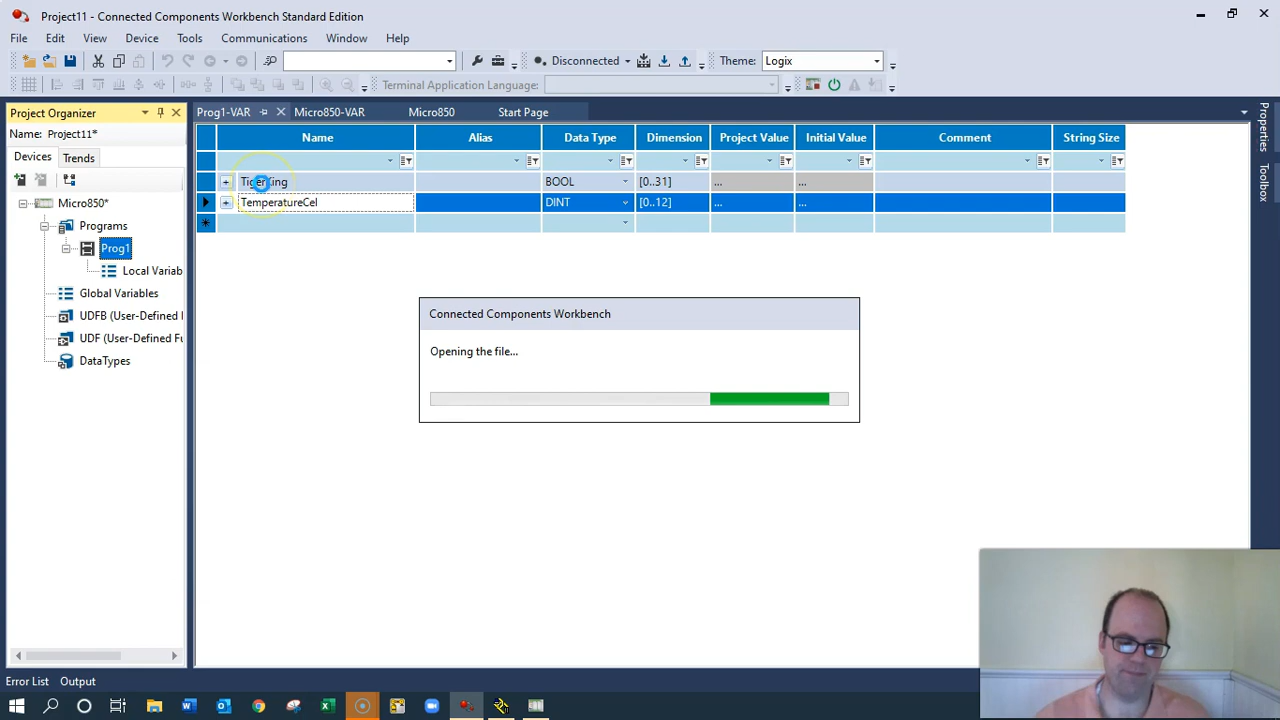 Project11 - Connected Components Workbench Standard Edition
File Edit View Device Tools Communications Window Help
Disconnected Theme: Logix
Terminal Application Language:
Project Organizer
Name: Project11*
Devices Trends
Micro850*
Programs
Prog1
Local Variab
Global Variables
UDFB (User-Defined I
UDF (User-Defined Fu
DataTypes
Prog1-VAR Micro850-VAR Micro850 Start Page
Name Alias Data Type Dimension Project Value Initial Value Comment String Size
TigerKing BOOL [0..31] ... ...
TemperatureCel DINT [0..12] ... ...
Connected Components Workbench
Opening the file...
Properties
Toolbox
Error List Output